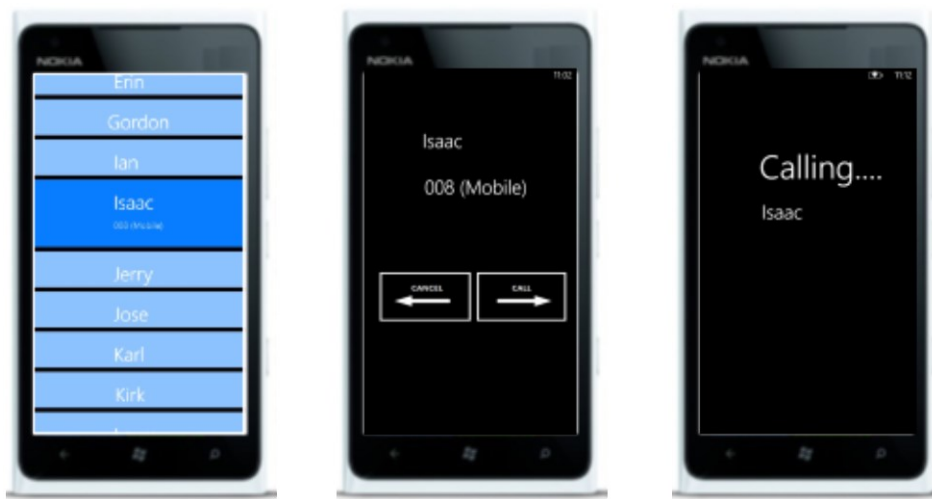 NOKIA
Erin
Gordon
Ian
Isaac
Jerry
Jose
Karl
Kirk
NOKIA
11:02
Isaac
008 (Mobile)
CANCEL
CALL
NOKIA
11:12
Calling....
Isaac